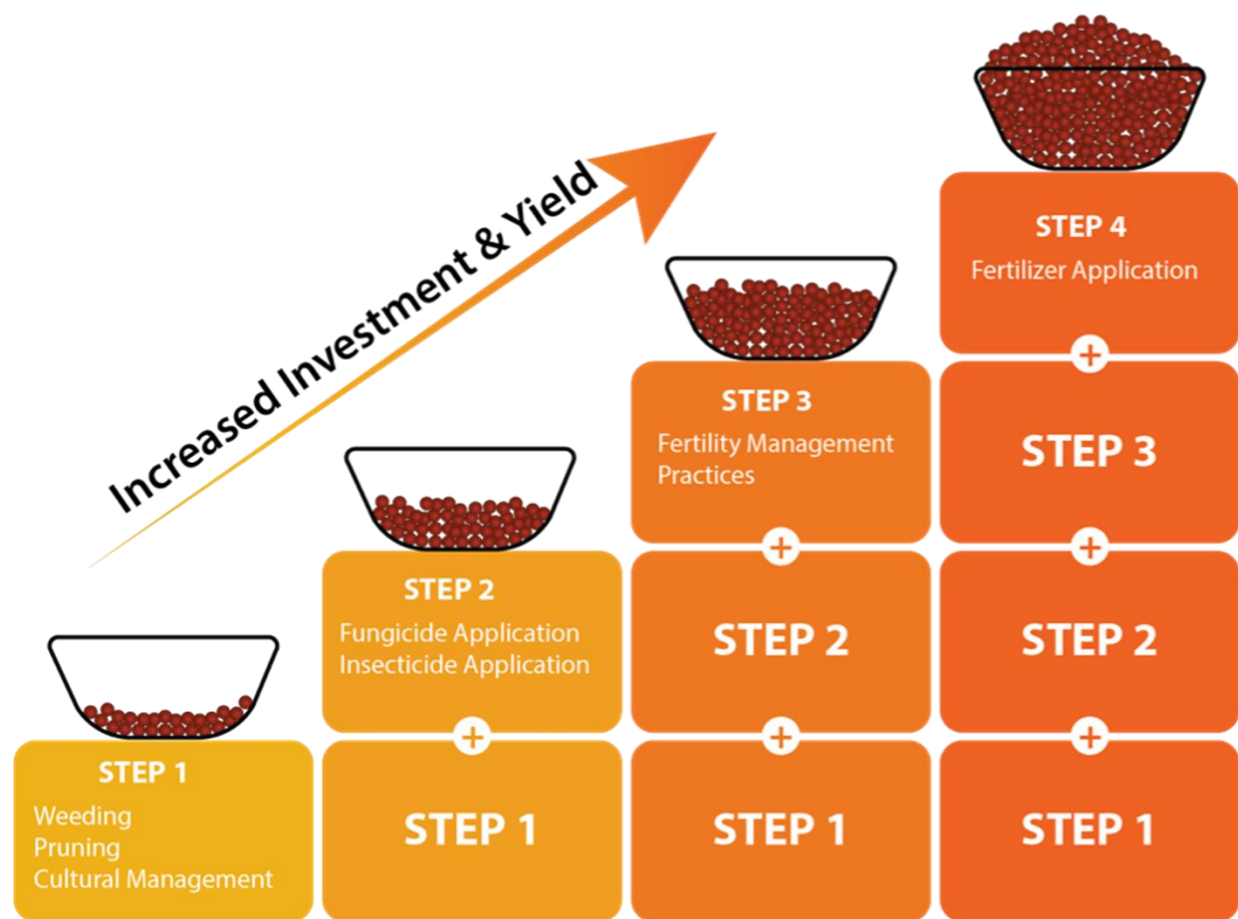 Increased Investment & Yield
STEP 4
Fertilizer Application
+
STEP 3
Fertility Management
Practices
STEP 3
+
+
STEP 2
Fungicide Application
Insecticide Application
STEP 2
STEP 2
+
+
+
STEP 1
Weeding
Pruning
Cultural Management
STEP 1
STEP 1
STEP 1